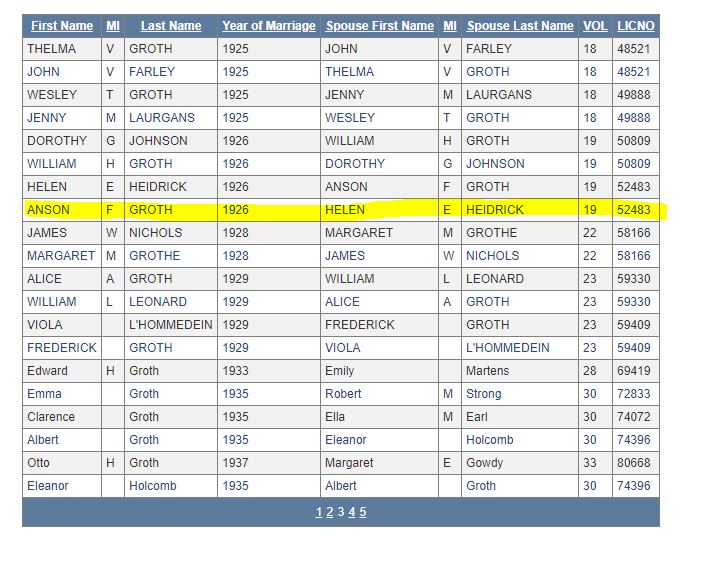 First Name MI Last Name Year of Marriage Spouse First Name MI Spouse Last Name VOL LICNO
THELMA V GROTH 1925 JOHN V FARLEY 18 48521
JOHN V FARLEY 1925 THELMA V GROTH 18 48521
WESLEY T GROTH 1925 JENNY M LAURGANS 18 49888
JENNY M LAURGANS 1925 WESLEY T GROTH 18 49888
DOROTHY G JOHNSON 1926 WILLIAM H GROTH 19 50809
WILLIAM H GROTH 1926 DOROTHY G JOHNSON 19 50809
HELEN E HEIDRICK 1926 ANSON F GROTH 19 52483
ANSON F GROTH 1926 HELEN E HEIDRICK 19 52483
JAMES W NICHOLS 1928 MARGARET M GROTHE 22 58166
MARGARET M GROTHE 1928 JAMES W NICHOLS 22 58166
ALICE A GROTH 1929 WILLIAM L LEONARD 23 59330
WILLIAM L LEONARD 1929 ALICE A GROTH 23 59330
VIOLA L'HOMMEDEIN 1929 FREDERICK GROTH 23 59409
FREDERICK GROTH 1929 VIOLA L'HOMMEDEIN 23 59409
Edward H Groth 1933 Emily Martens 28 69419
Emma Groth 1935 Robert M Strong 30 72833
Clarence Groth 1935 Ella M Earl 30 74072
Albert Groth 1935 Eleanor Holcomb 30 74396
Otto H Groth 1937 Margaret E Gowdy 33 80668
Eleanor Holcomb 1935 Albert Groth 30 74396
1 2 3 4 5